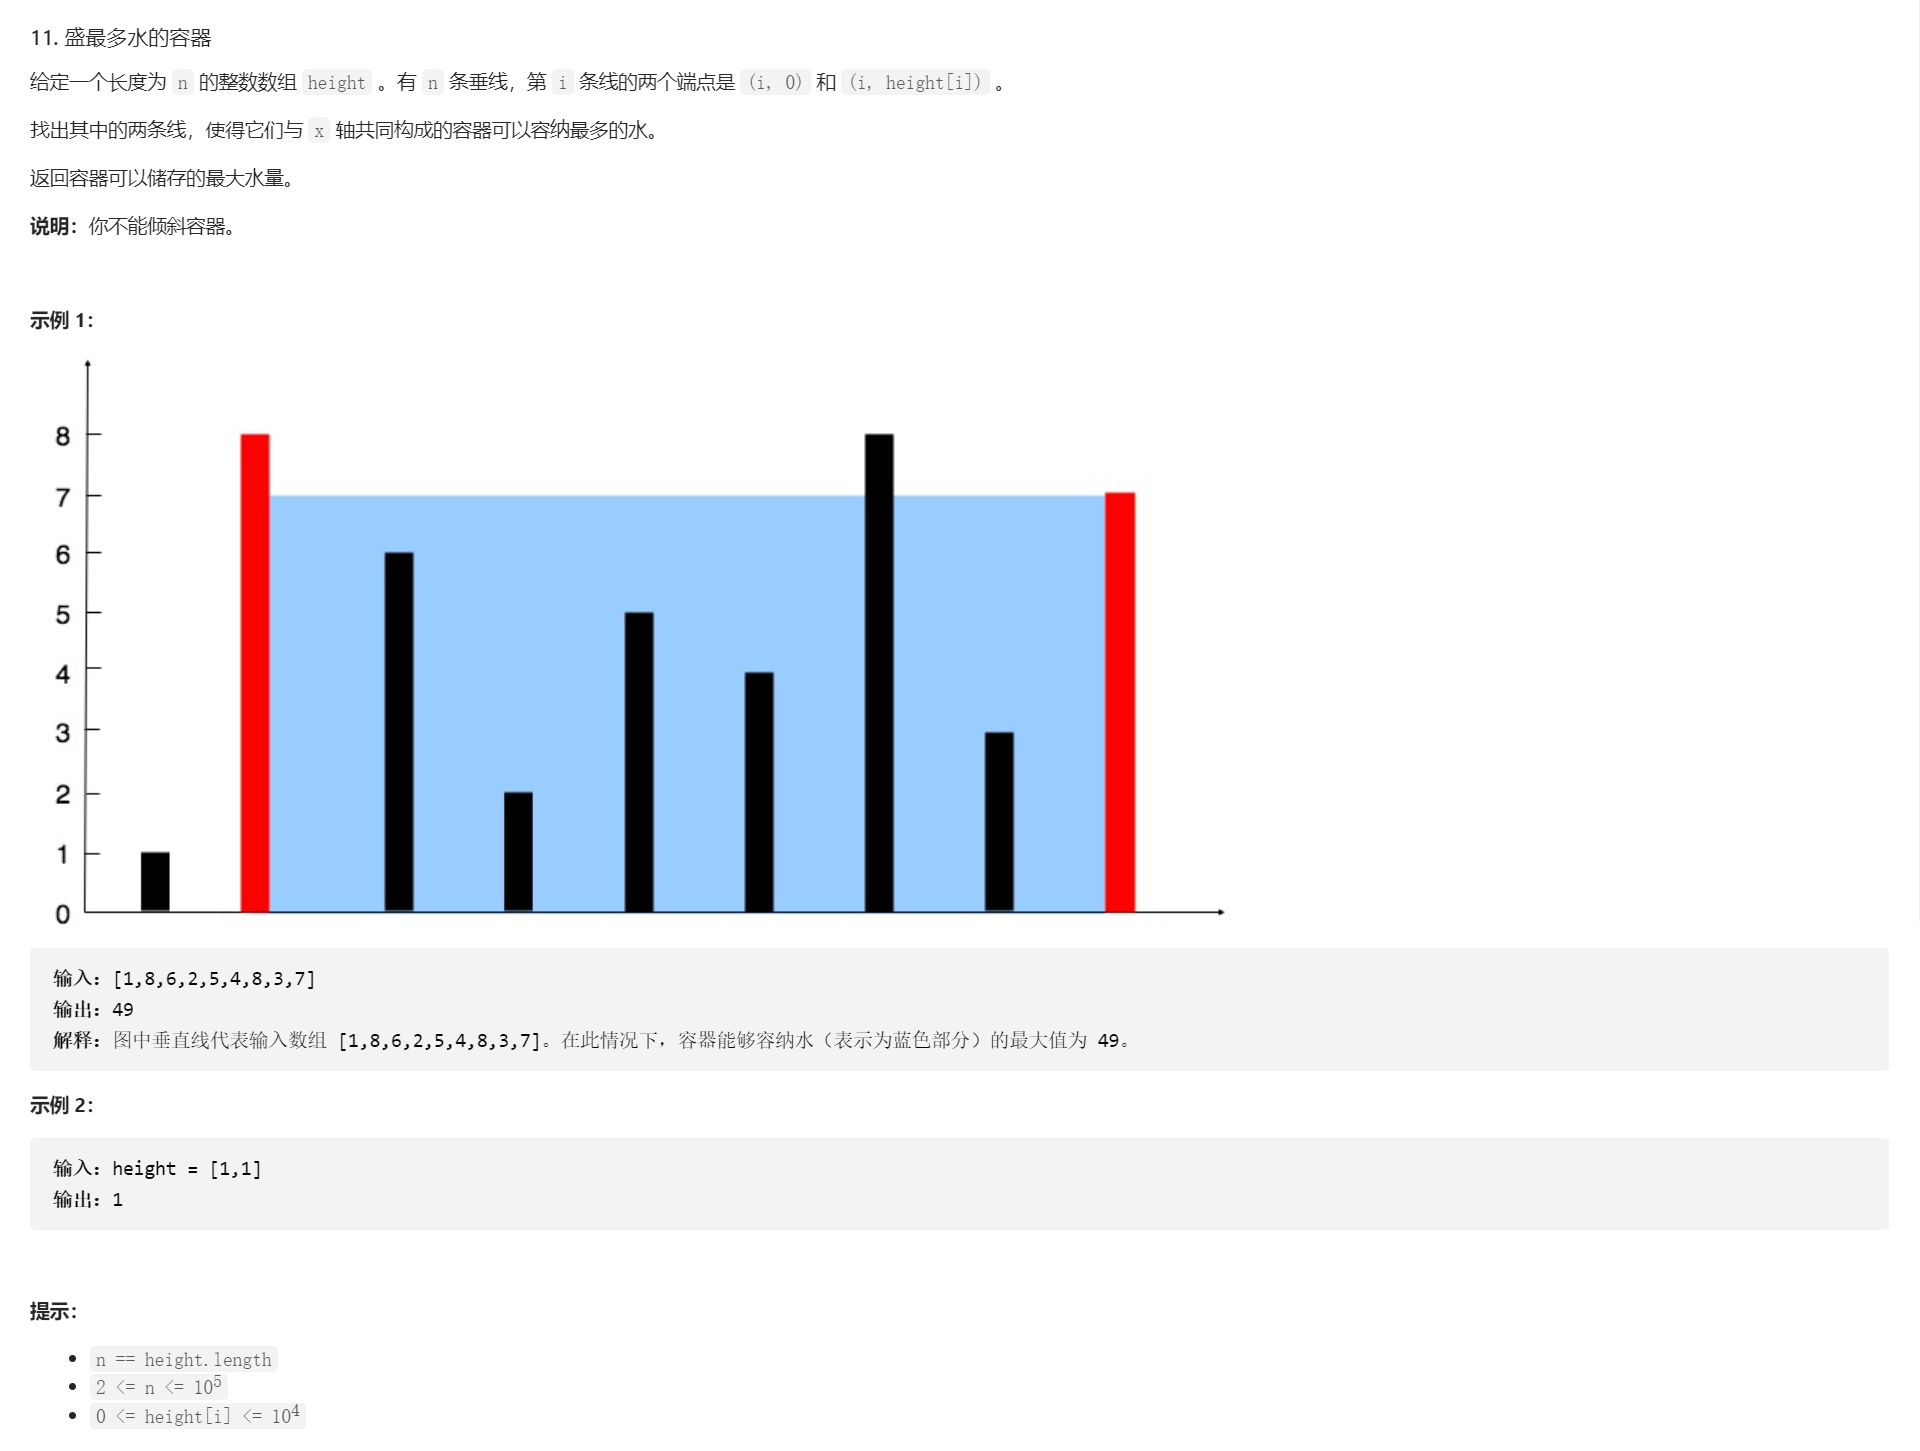 11. 盛最多水的容器
给定一个长度为 n 的整数数组 height 。有 n 条垂线，第 i 条线的两个端点是 (i, 0) 和 (i, height[i]) 。
找出其中的两条线，使得它们与 x 轴共同构成的容器可以容纳最多的水。
返回容器可以储存的最大水量。
说明：你不能倾斜容器。
示例 1：
8
7
6
5
4
3
2
1
0
输入：[1,8,6,2,5,4,8,3,7]
输出：49
解释：图中垂直线代表输入数组 [1,8,6,2,5,4,8,3,7]。在此情况下，容器能够容纳水（表示为蓝色部分）的最大值为 49。
示例 2：
输入：height = [1,1]
输出：1
提示：
• n == height.length
• 2 <= n <= 10⁵
• 0 <= height[i] <= 10⁴